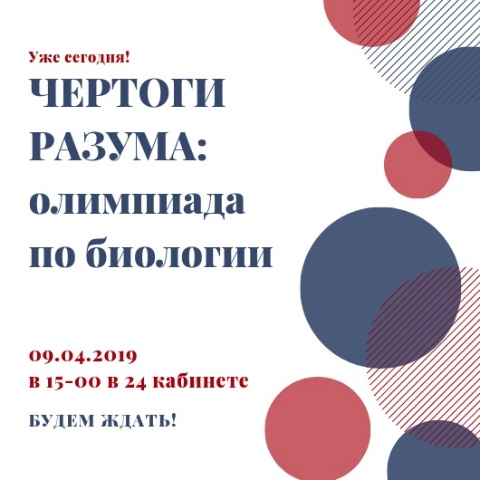 Уже сегодня!
ЧЕРТОГИ
РАЗУМА:
олимпиада
по биологии
09.04.2019
в 15-00 в 24 кабинете
БУДЕМ ЖДАТЬ!